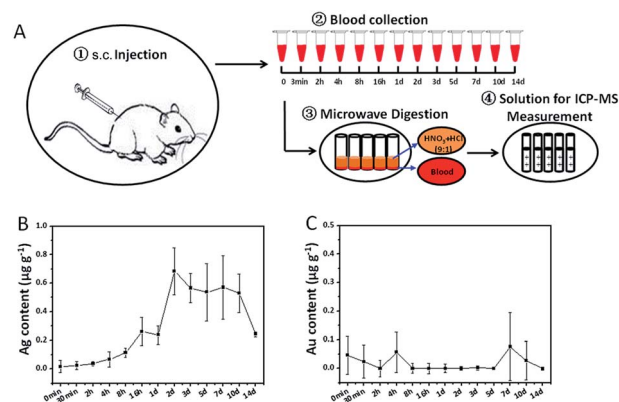 A
① s.c. Injection
② Blood collection
0 3min 2h 4h 8h 16h 1d 2d 3d 5d 7d 10d 14d
③ Microwave Digestion
HNO3+HCl
(9:1)
Blood
④ Solution for ICP-MS
Measurement
B
Ag content (μg g⁻¹)
1.0
0.8
0.6
0.4
0.2
0.0
0min 30min 2h 4h 8h 16h 1d 2d 3d 5d 7d 10d 14d
C
Au content (μg g⁻¹)
0.5
0.4
0.3
0.2
0.1
0.0
0min 30min 2h 4h 8h 16h 1d 2d 3d 5d 7d 10d 14d